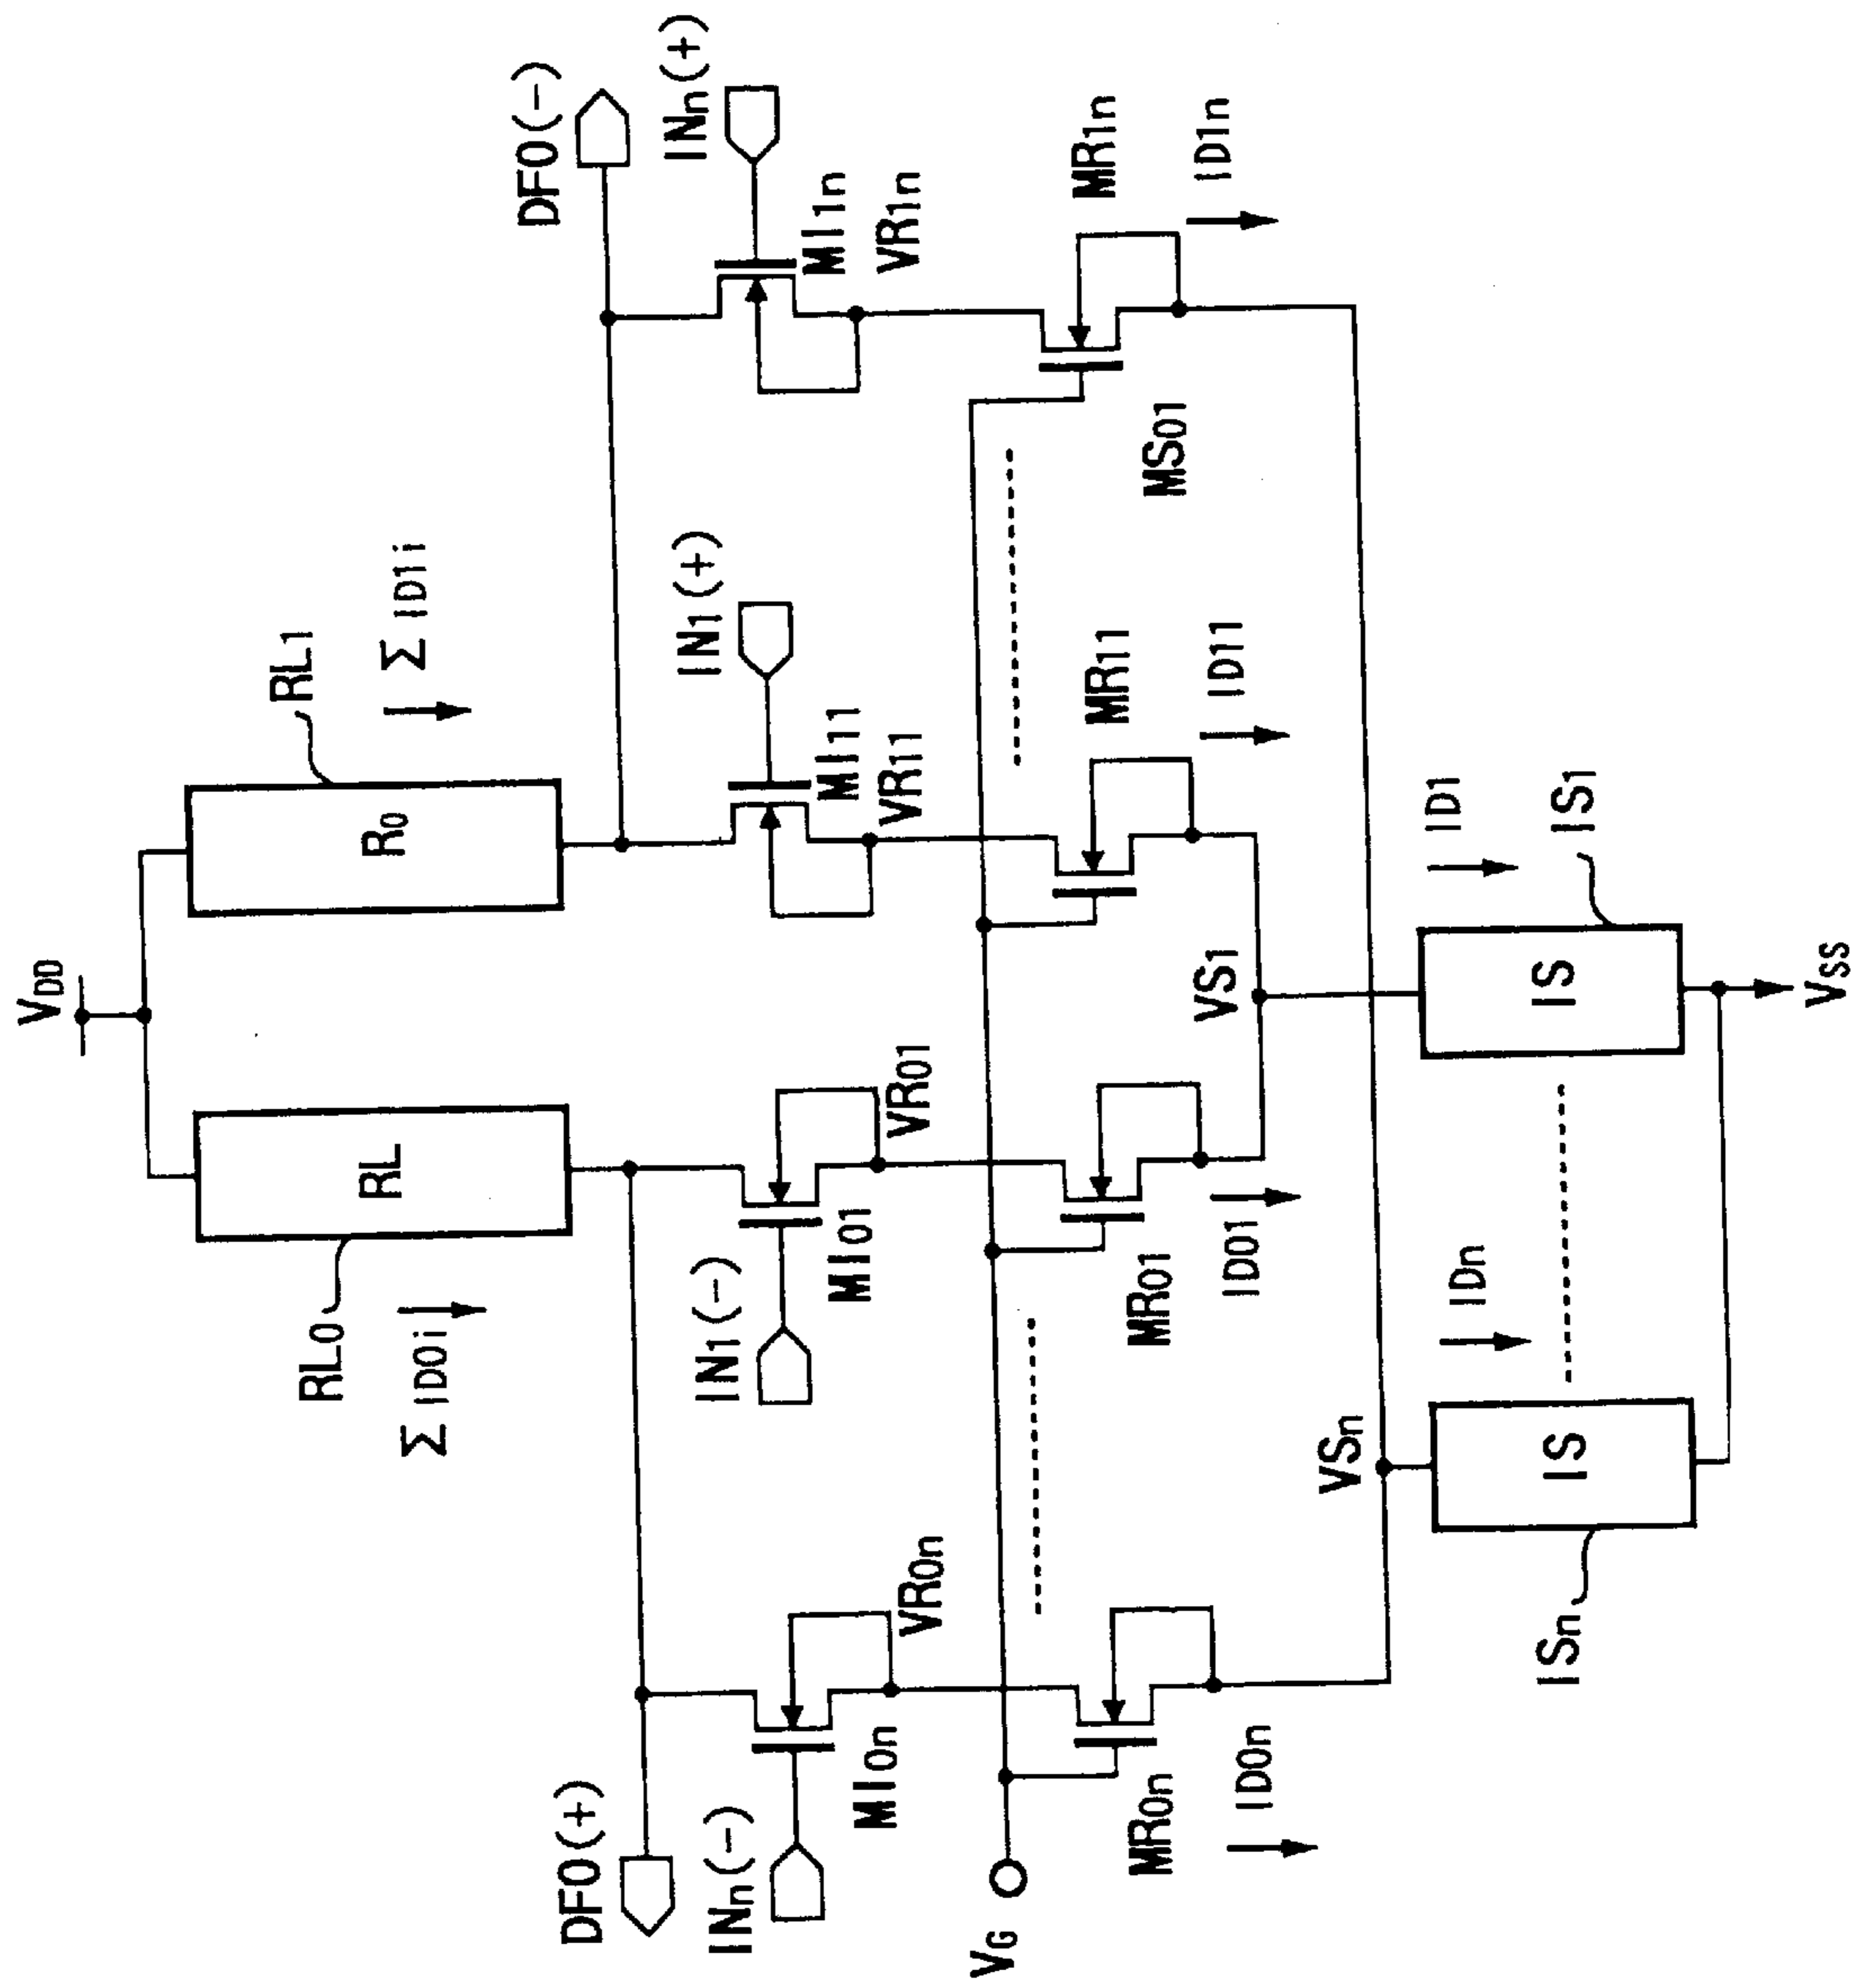 VDD
RL0
RL
R0
RL1
Σ ID0i
Σ ID1i
DFO(+)
DFO(-)
INn(-)
IN1(-)
IN1(+)
INn(+)
MI0n
MI01
MI11
MI1n
VR0n
VR01
VR11
VR1n
VG
MR0n
MR01
MR11
MS01
MR1n
ID0n
ID01
ID11
ID1n
VSn
VS1
IDn
ID1
ISn
IS
IS
IS1
VSS